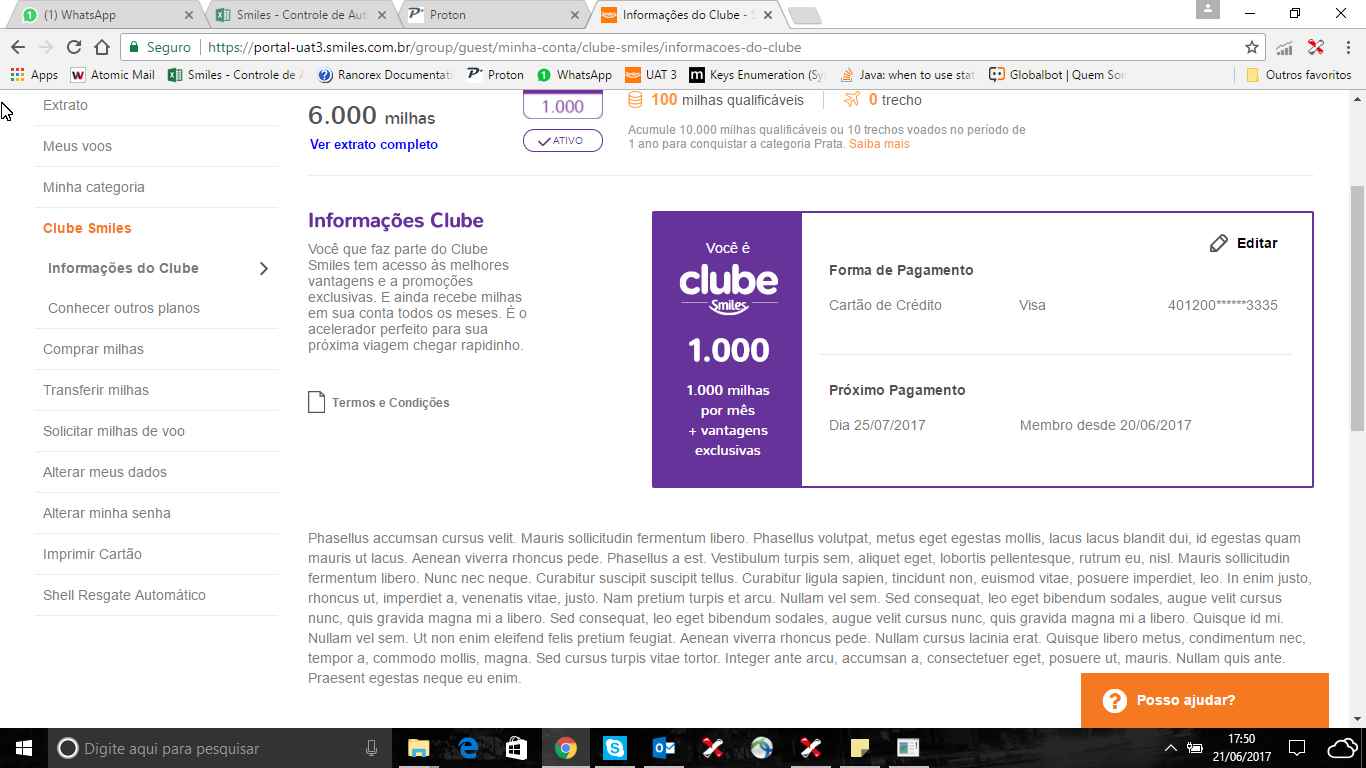 (1) WhatsApp
Smiles - Controle de Aut
Proton
Informações do Clube - S
Seguro
https://portal-uat3.smiles.com.br/group/guest/minha-conta/clube-smiles/informacoes-do-clube
Apps
Atomic Mail
Smiles - Controle de A
Ranorex Documentati
Proton
WhatsApp
UAT 3
Keys Enumeration (Sy
Java: when to use stat
Globalbot | Quem Som
Outros favoritos
Extrato
Meus voos
Minha categoria
Clube Smiles
Informações do Clube
Conhecer outros planos
Comprar milhas
Transferir milhas
Solicitar milhas de voo
Alterar meus dados
Alterar minha senha
Imprimir Cartão
Shell Resgate Automático
6.000 milhas
Ver extrato completo
1.000
ATIVO
100 milhas qualificáveis
0 trecho
Acumule 10.000 milhas qualificáveis ou 10 trechos voados no período de
1 ano para conquistar a categoria Prata. Saiba mais
Informações Clube
Você que faz parte do Clube
Smiles tem acesso às melhores
vantagens e a promoções
exclusivas. E ainda recebe milhas
em sua conta todos os meses. É o
acelerador perfeito para sua
próxima viagem chegar rapidinho.
Termos e Condições
Você é
clube
Smiles
1.000
1.000 milhas
por mês
+ vantagens
exclusivas
Editar
Forma de Pagamento
Cartão de Crédito
Visa
401200******3335
Próximo Pagamento
Dia 25/07/2017
Membro desde 20/06/2017
Phasellus accumsan cursus velit. Mauris sollicitudin fermentum libero. Phasellus volutpat, metus eget egestas mollis, lacus lacus blandit dui, id egestas quam
mauris ut lacus. Aenean viverra rhoncus pede. Phasellus a est. Vestibulum turpis sem, aliquet eget, lobortis pellentesque, rutrum eu, nisl. Mauris sollicitudin
fermentum libero. Nunc nec neque. Curabitur suscipit suscipit tellus. Curabitur ligula sapien, tincidunt non, euismod vitae, posuere imperdiet, leo. In enim justo,
rhoncus ut, imperdiet a, venenatis vitae, justo. Nam pretium turpis et arcu. Nullam vel sem. Sed consequat, leo eget bibendum sodales, augue velit cursus
nunc, quis gravida magna mi a libero. Sed consequat, leo eget bibendum sodales, augue velit cursus nunc, quis gravida magna mi a libero. Quisque id mi.
Nullam vel sem. Ut non enim eleifend felis pretium feugiat. Aenean viverra rhoncus pede. Nullam cursus lacinia erat. Quisque libero metus, condimentum nec,
tempor a, commodo mollis, magna. Sed cursus turpis vitae tortor. Integer ante arcu, accumsan a, consectetuer eget, posuere ut, mauris. Nullam quis ante.
Praesent egestas neque eu enim.
Posso ajudar?
Digite aqui para pesquisar
17:50
21/06/2017